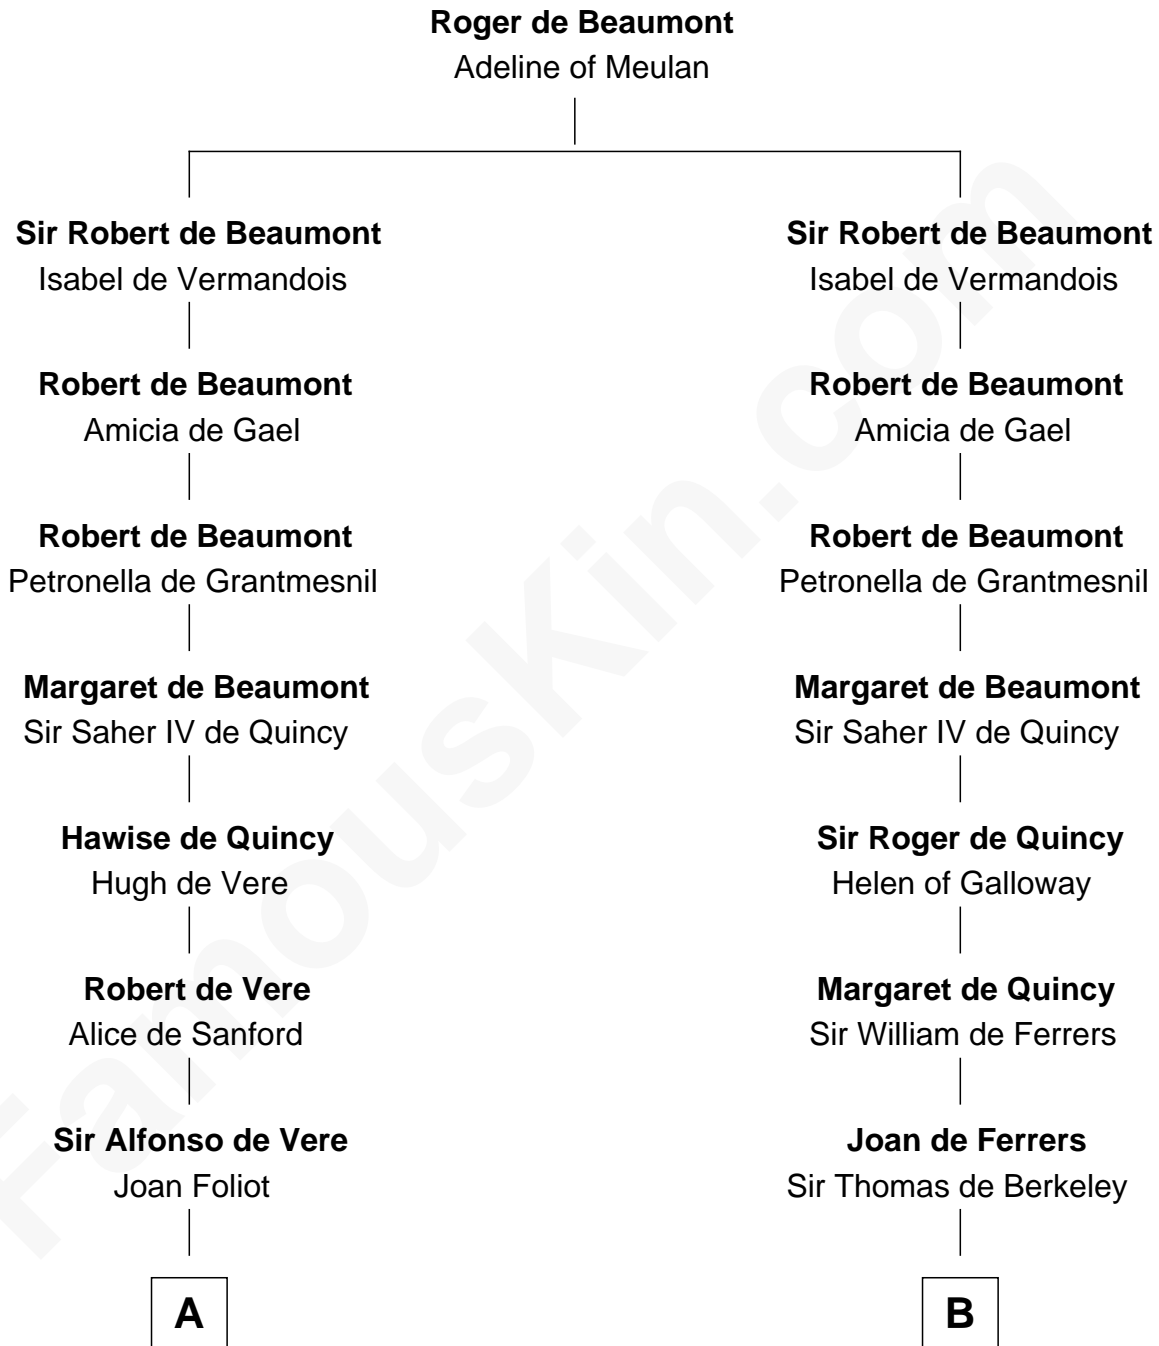 Roger de Beaumont
Adeline of Meulan
Sir Robert de Beaumont
Isabel de Vermandois
Robert de Beaumont
Amicia de Gael
Robert de Beaumont
Petronella de Grantmesnil
Margaret de Beaumont
Sir Saher IV de Quincy
Hawise de Quincy
Hugh de Vere
Robert de Vere
Alice de Sanford
Sir Alfonso de Vere
Joan Foliot
A
Sir Robert de Beaumont
Isabel de Vermandois
Robert de Beaumont
Amicia de Gael
Robert de Beaumont
Petronella de Grantmesnil
Margaret de Beaumont
Sir Saher IV de Quincy
Sir Roger de Quincy
Helen of Galloway
Margaret de Quincy
Sir William de Ferrers
Joan de Ferrers
Sir Thomas de Berkeley
B
FamousKin.com